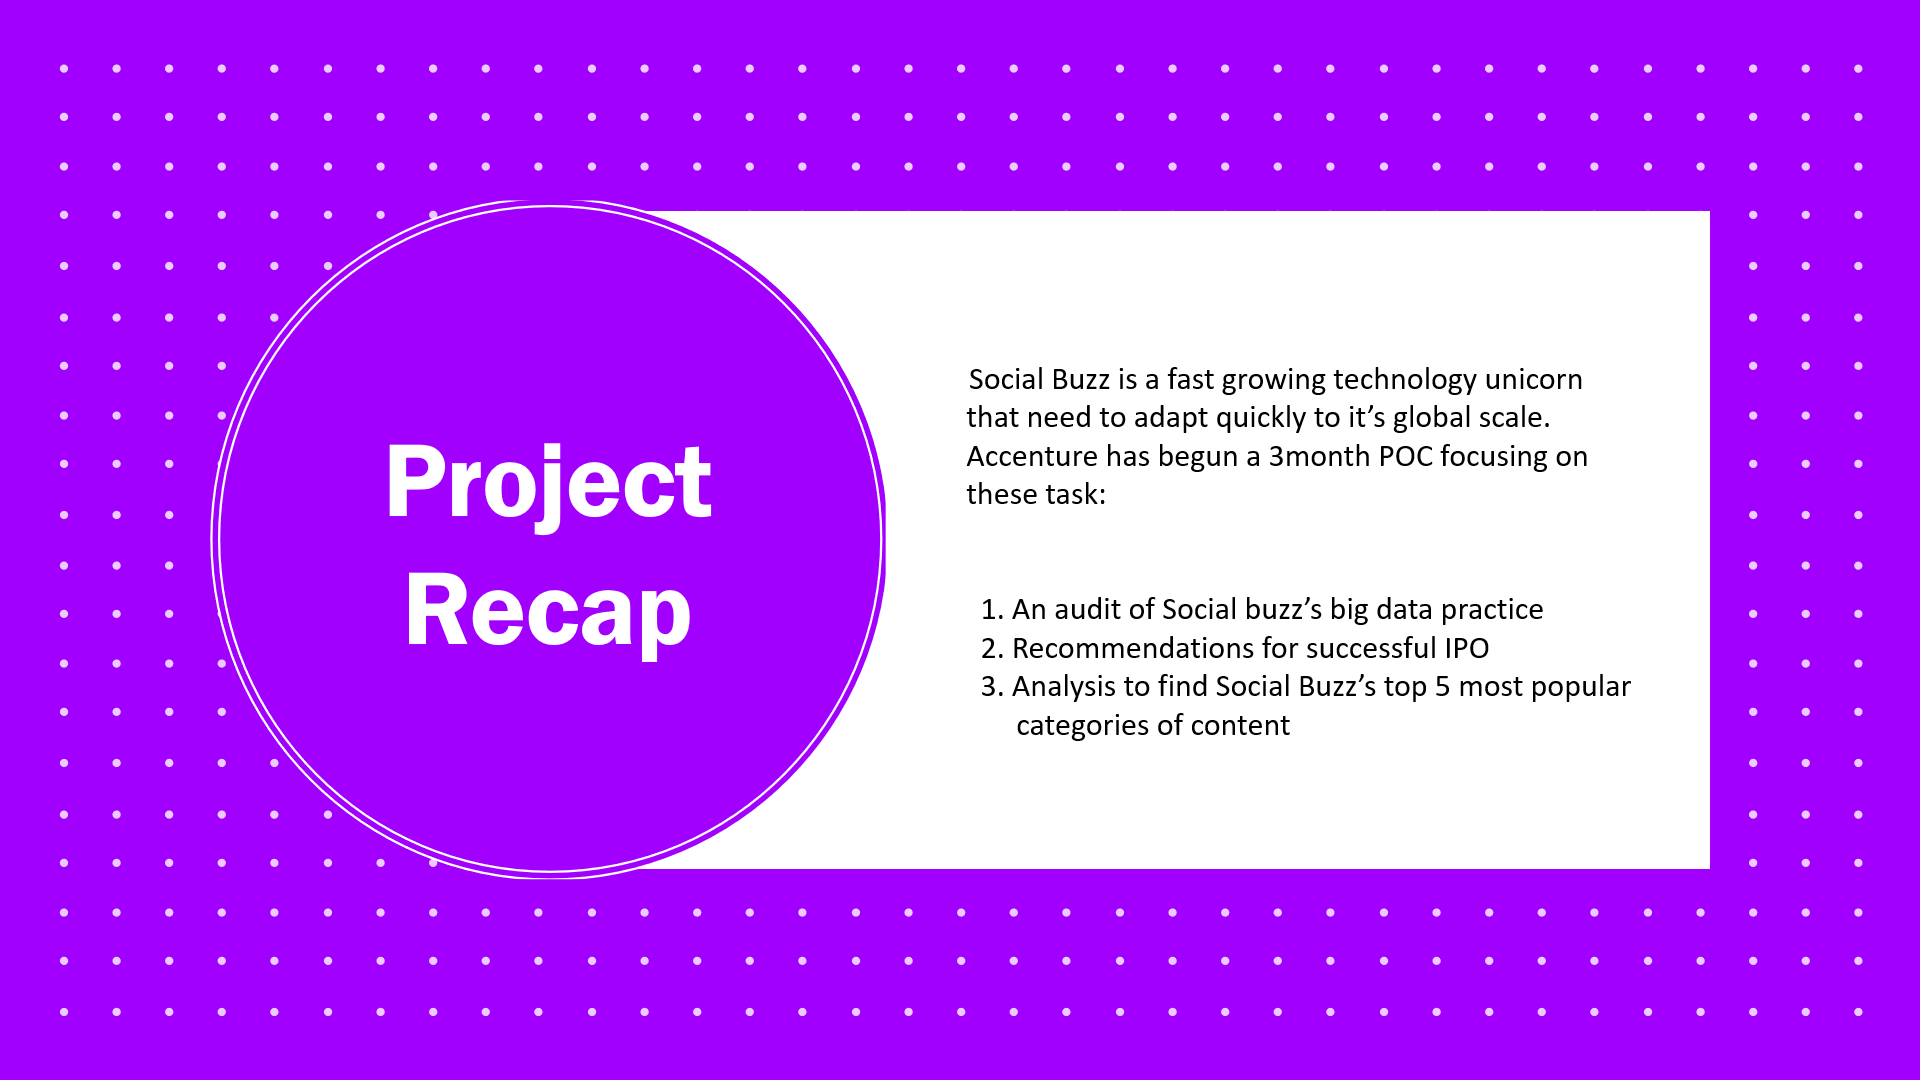 Project
Recap
Social Buzz is a fast growing technology unicorn
that need to adapt quickly to it’s global scale.
Accenture has begun a 3month POC focusing on
these task:
1. An audit of Social buzz’s big data practice
2. Recommendations for successful IPO
3. Analysis to find Social Buzz’s top 5 most popular
categories of content